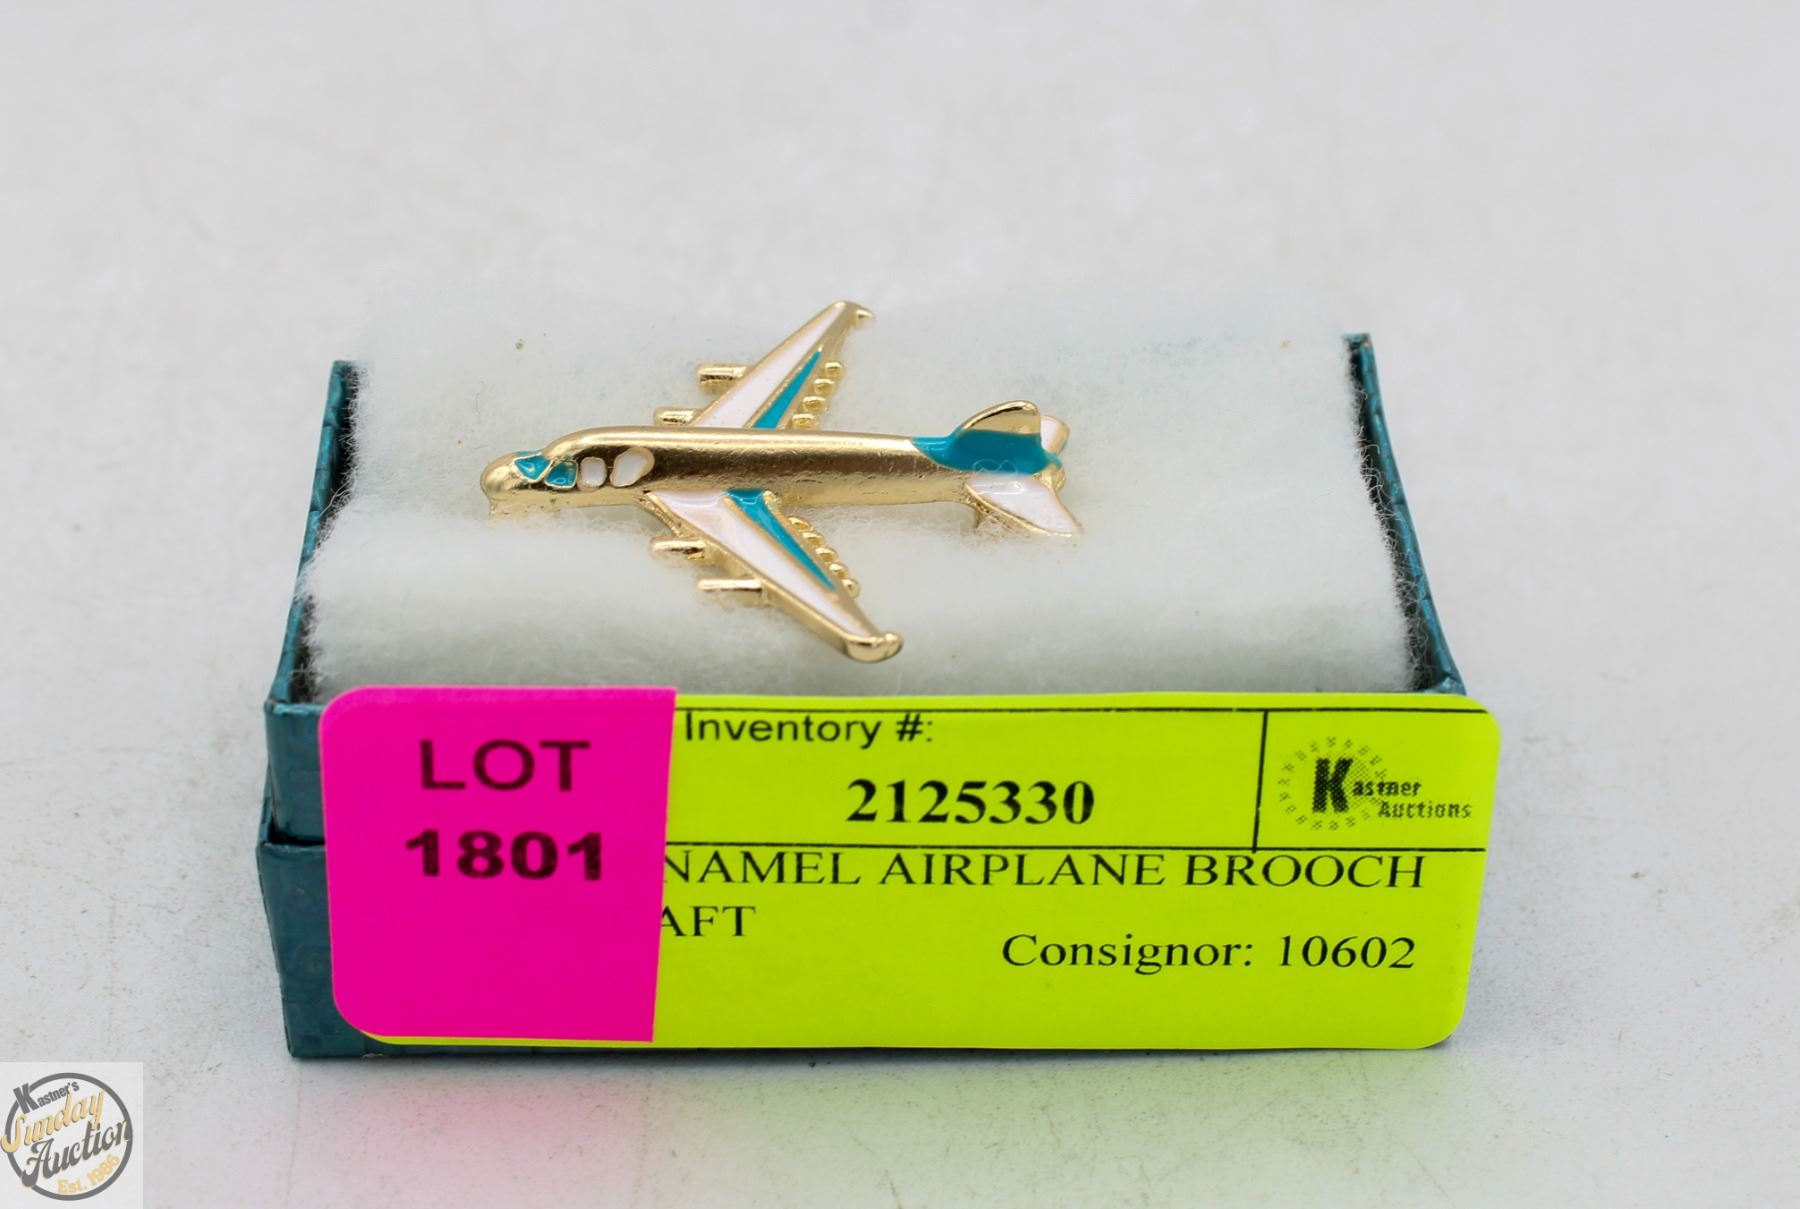 LOT
1801
Inventory #:
2125330
Kastner
Auctions
NAMEL AIRPLANE BROOCH
AFT
Consignor: 10602
Kastner's
Sunday
Auction
Est. 1986